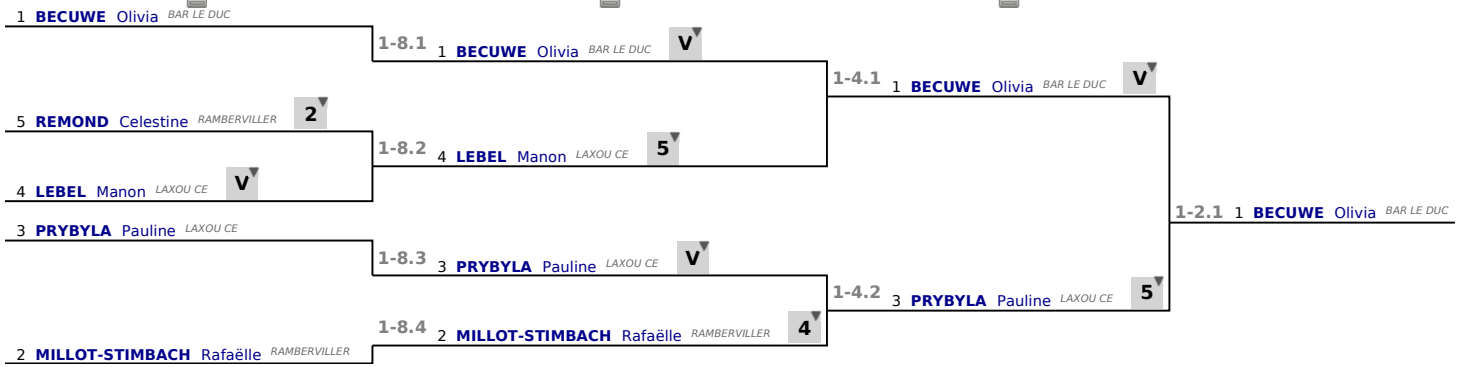 1 BECUWE Olivia BAR LE DUC
1-8.1 1 BECUWE Olivia BAR LE DUC V
1-4.1 1 BECUWE Olivia BAR LE DUC V
5 REMOND Celestine RAMBERVILLER 2
1-8.2 4 LEBEL Manon LAXOU CE 5
4 LEBEL Manon LAXOU CE V
1-2.1 1 BECUWE Olivia BAR LE DUC
3 PRYBYLA Pauline LAXOU CE
1-8.3 3 PRYBYLA Pauline LAXOU CE V
1-4.2 3 PRYBYLA Pauline LAXOU CE 5
1-8.4 2 MILLOT-STIMBACH Rafaëlle RAMBERVILLER 4
2 MILLOT-STIMBACH Rafaëlle RAMBERVILLER